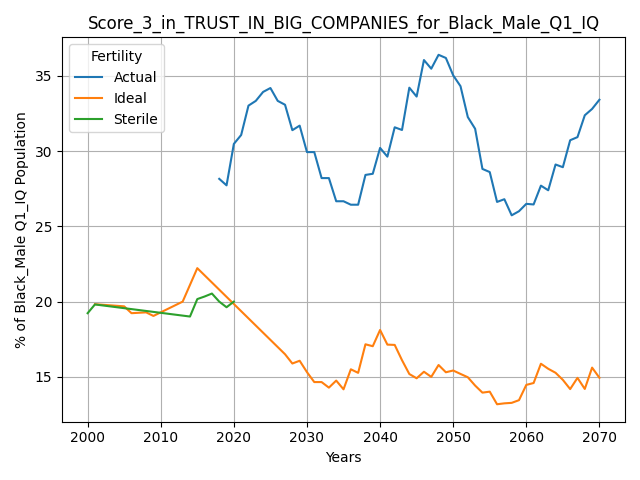 Score_3_in_TRUST_IN_BIG_COMPANIES_for_Black_Male_Q1_IQ
Fertility
Actual
Ideal
Sterile
% of Black_Male Q1_IQ Population
35
30
25
20
15
2000 2010 2020 2030 2040 2050 2060 2070
Years